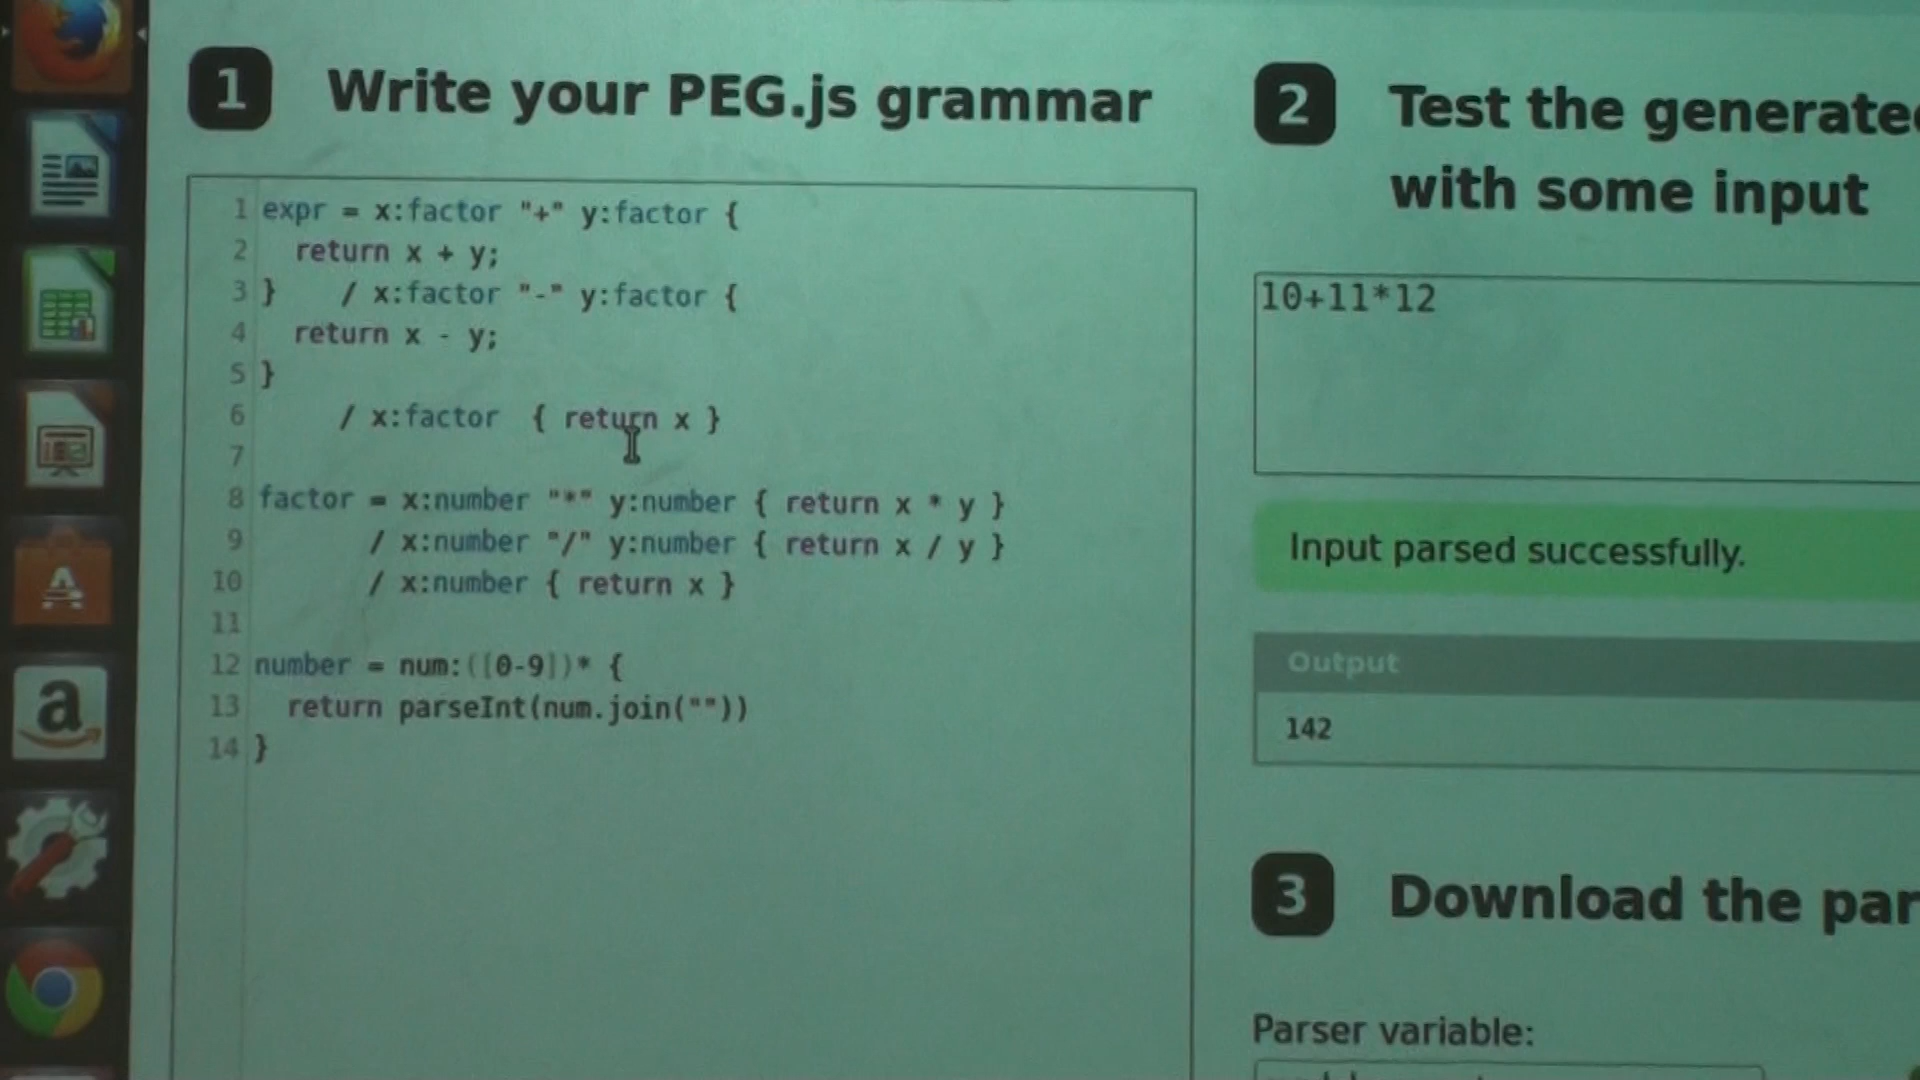 1 Write your PEG.js grammar
1 expr = x:factor "+" y:factor {
2 return x + y;
3 } / x:factor "-" y:factor {
4 return x - y;
5 }
6 / x:factor { return x }
7
8 factor = x:number "*" y:number { return x * y }
9 / x:number "/" y:number { return x / y }
10 / x:number { return x }
11
12 number = num:([0-9])* {
13 return parseInt(num.join(""))
14 }
2 Test the generated
with some input
10+11*12
Input parsed successfully.
Output
142
3 Download the par
Parser variable: